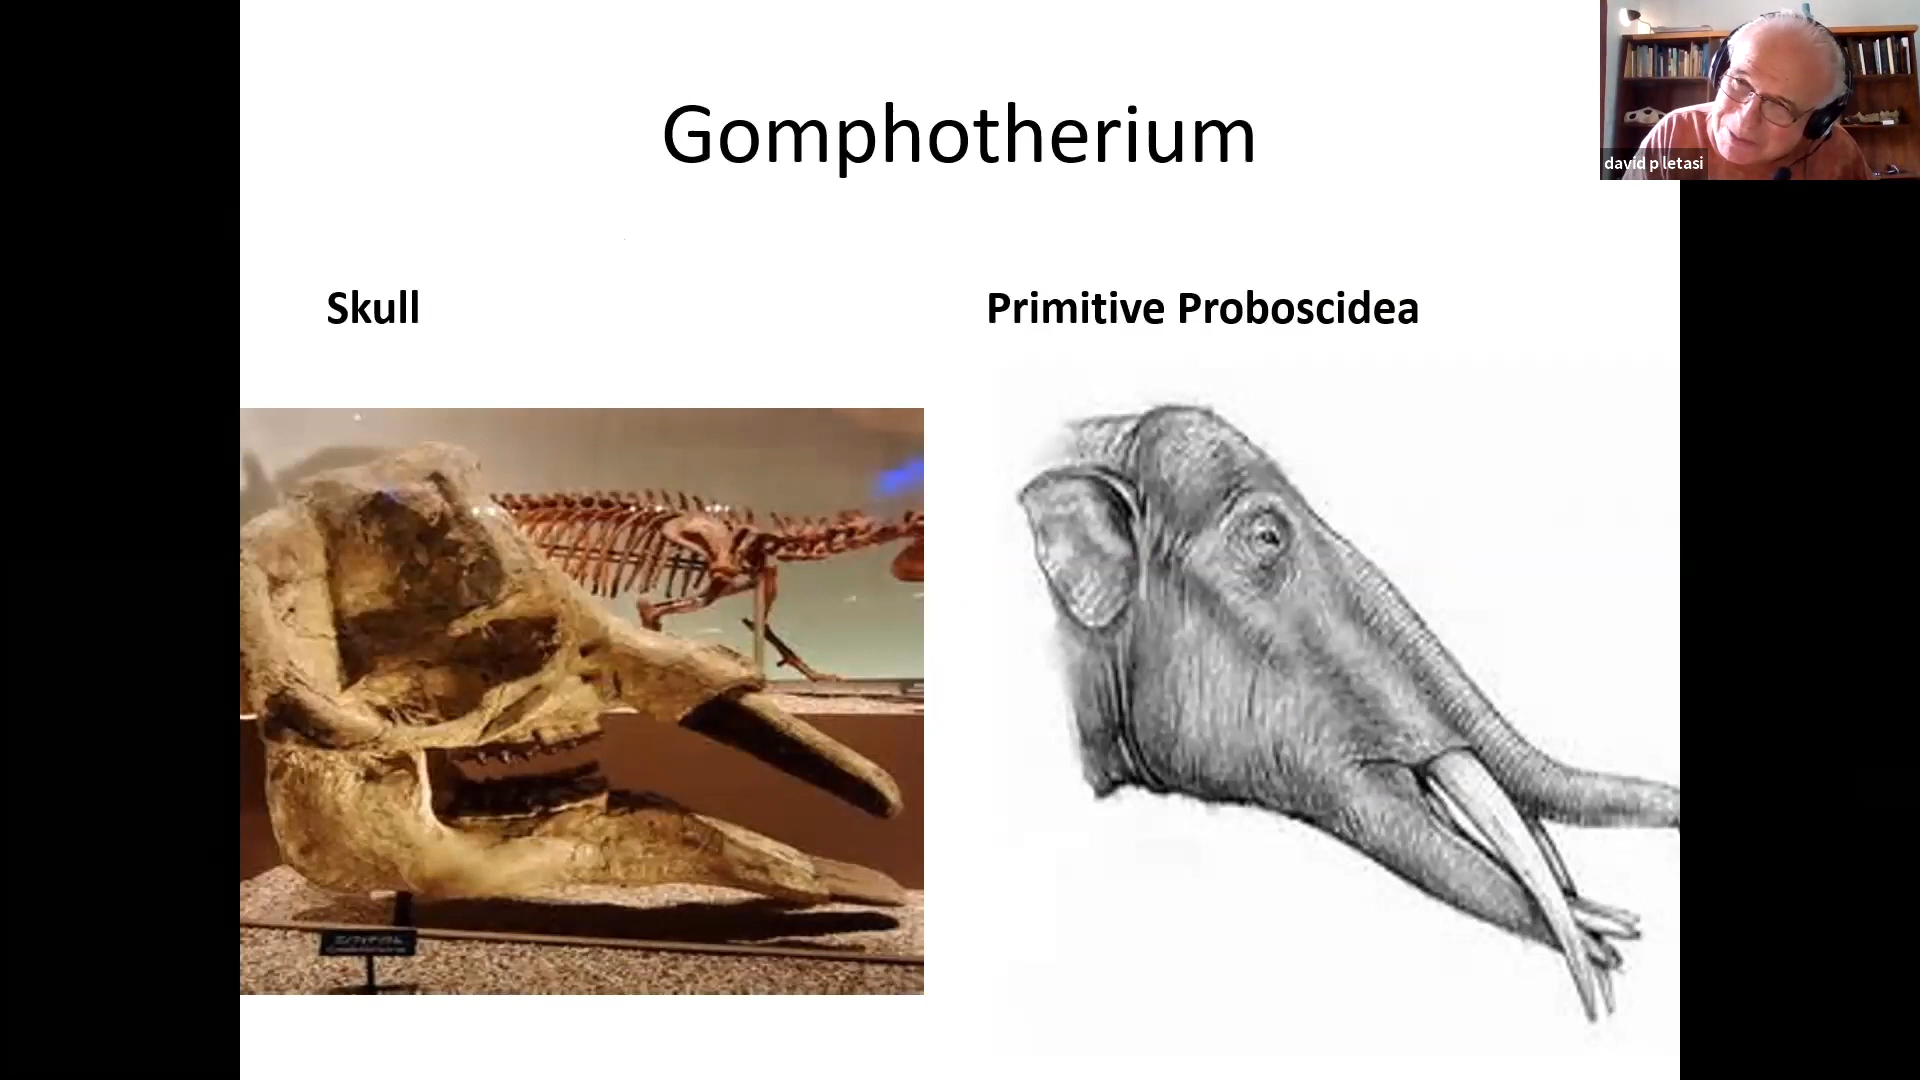 Gomphotherium
david p letasi
Skull
Primitive Proboscidea